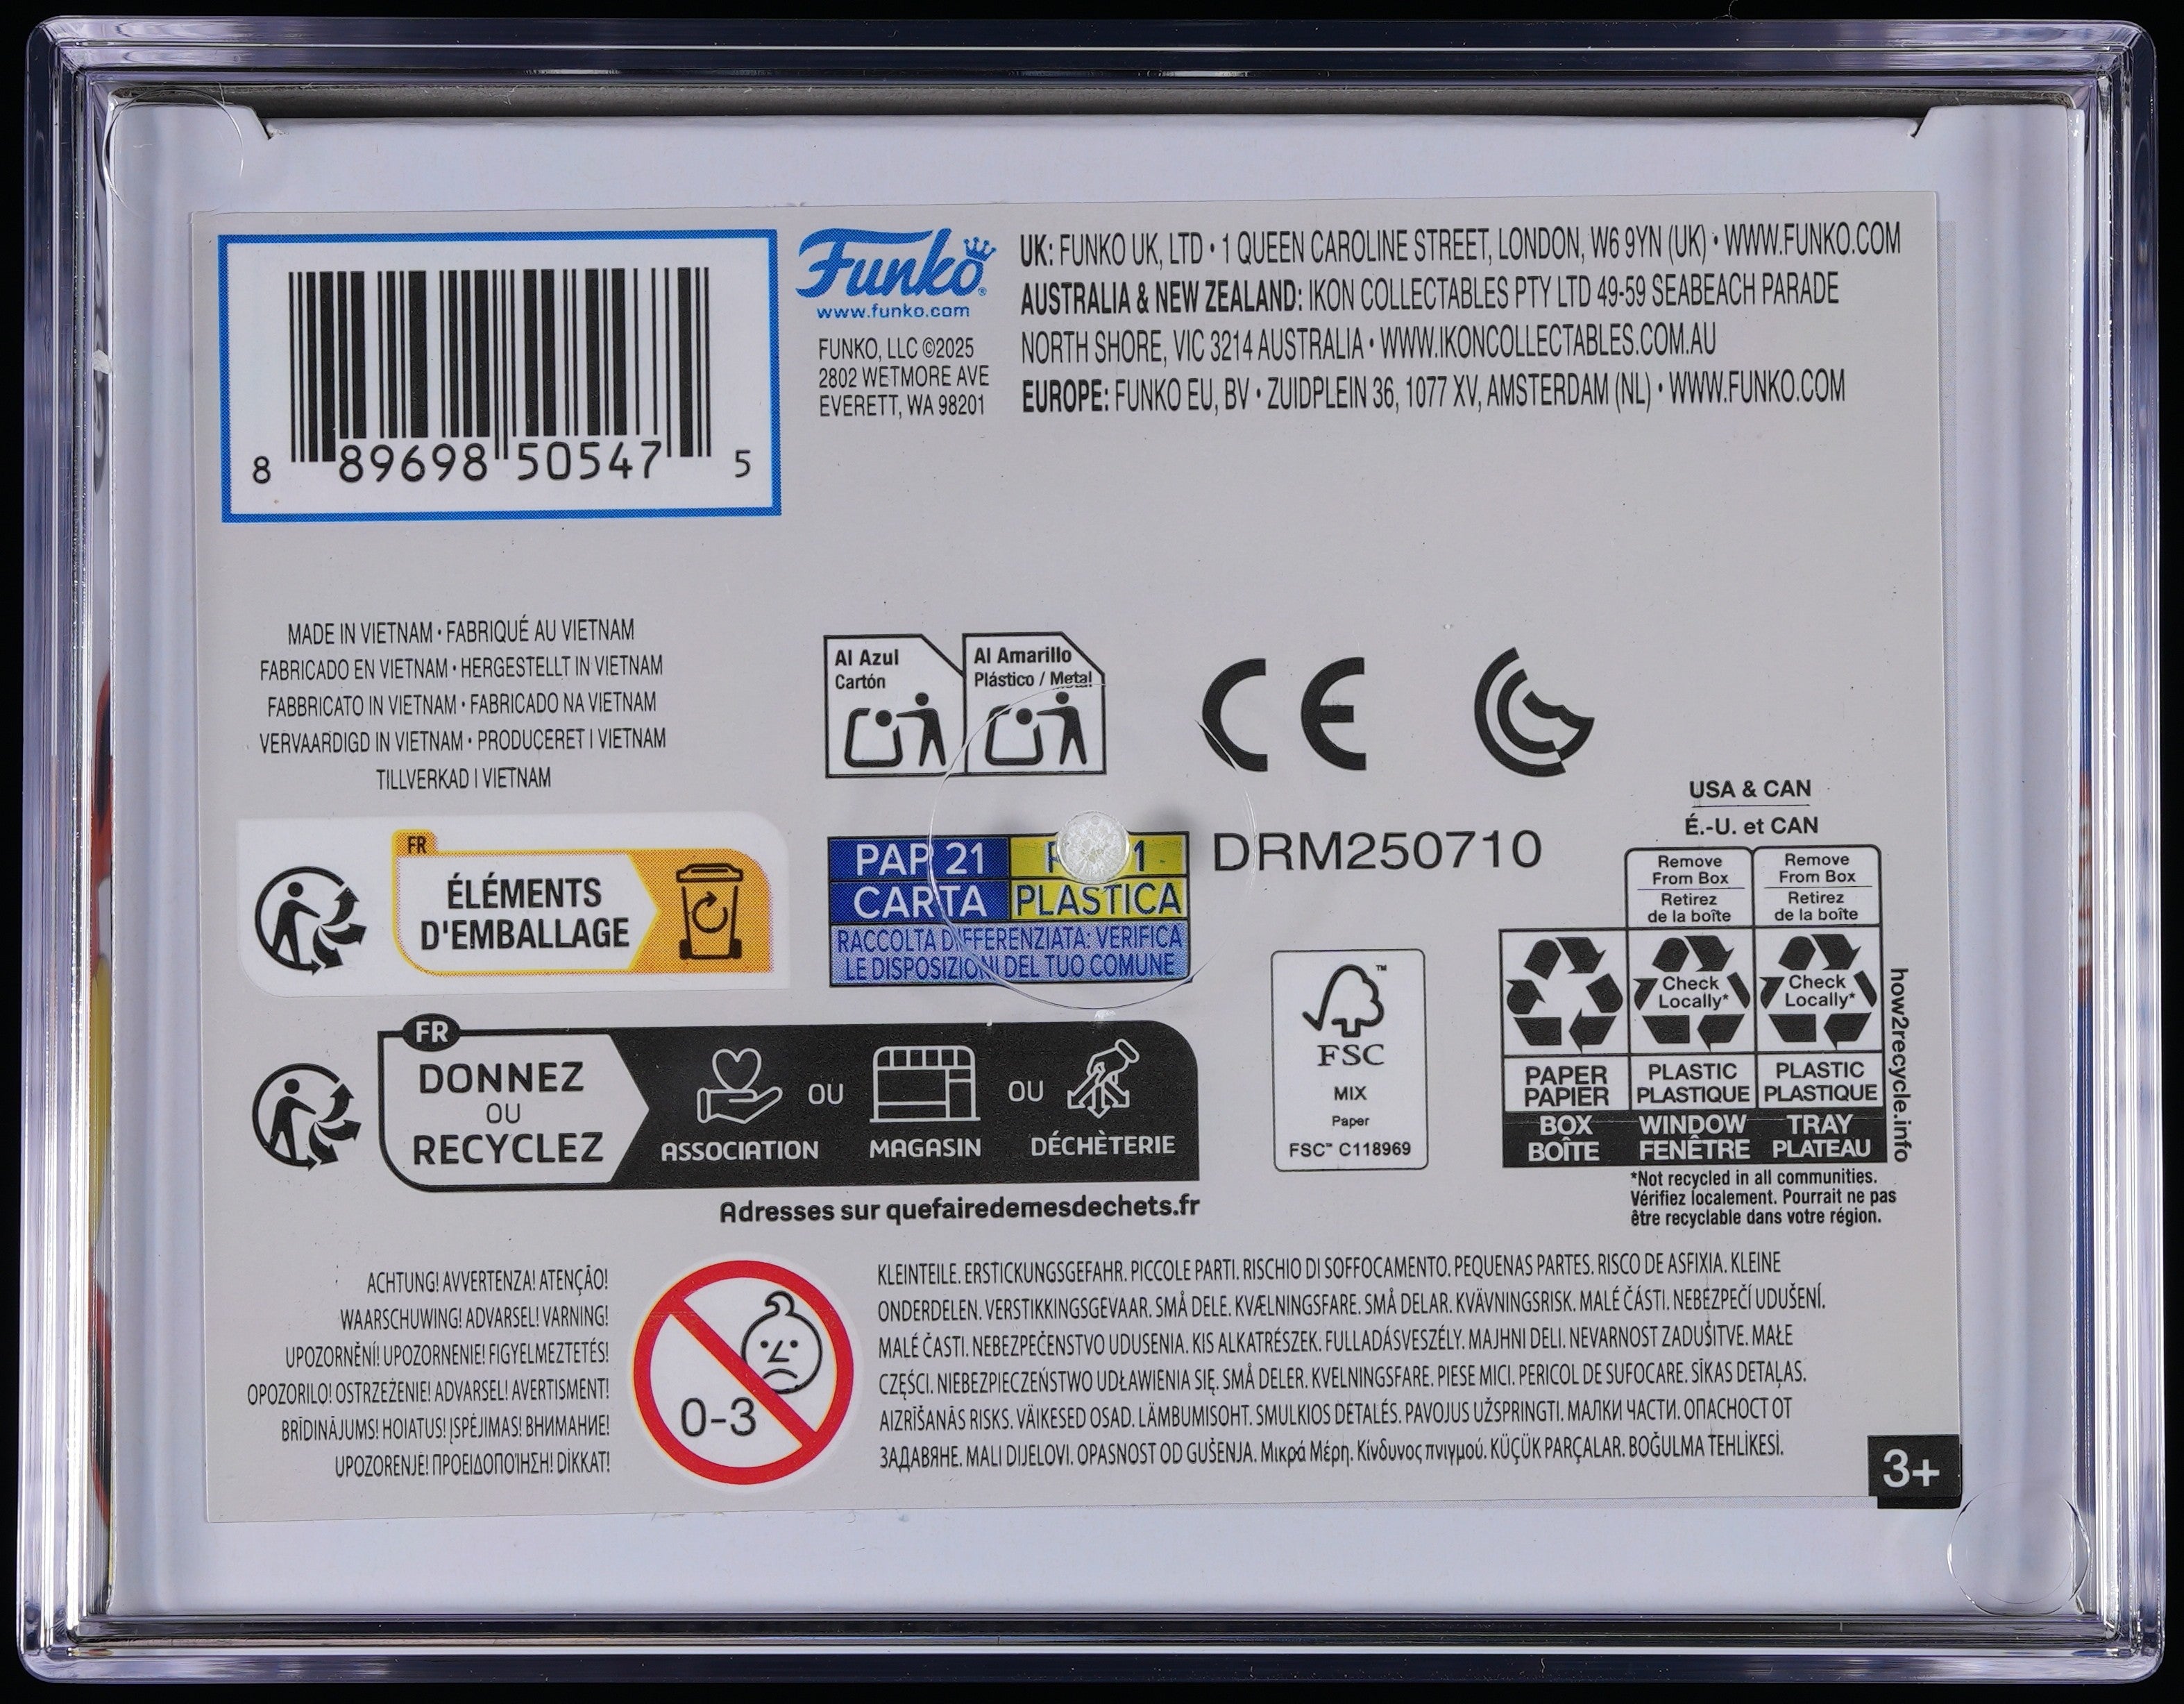 8 89698 50547 5
Funko®
www.funko.com
FUNKO, LLC ©2025
2802 WETMORE AVE
EVERETT, WA 98201
UK: FUNKO UK, LTD • 1 QUEEN CAROLINE STREET, LONDON, W6 9YN (UK) • WWW.FUNKO.COM
AUSTRALIA & NEW ZEALAND: IKON COLLECTABLES PTY LTD 49-59 SEABEACH PARADE
NORTH SHORE, VIC 3214 AUSTRALIA • WWW.IKONCOLLECTABLES.COM.AU
EUROPE: FUNKO EU, BV • ZUIDPLEIN 36, 1077 XV, AMSTERDAM (NL) • WWW.FUNKO.COM
MADE IN VIETNAM • FABRIQUÉ AU VIETNAM
FABRICADO EN VIETNAM • HERGESTELLT IN VIETNAM
FABBRICATO IN VIETNAM • FABRICADO NA VIETNAM
VERVAARDIGD IN VIETNAM • PRODUCERET I VIETNAM
TILLVERKAD I VIETNAM
Al Azul
Cartón
Al Amarillo
Plástico / Metal
CE
FR
ÉLÉMENTS
D'EMBALLAGE
PAP 21
CARTA
PLASTICA
RACCOLTA DIFFERENZIATA: VERIFICA
LE DISPOSIZIONI DEL TUO COMUNE
DRM250710
USA & CAN
É.-U. et CAN
Remove
From Box
Retirez
de la boîte
Remove
From Box
Retirez
de la boîte
Check
Locally*
Check
Locally*
PAPER
PAPIER
PLASTIC
PLASTIQUE
PLASTIC
PLASTIQUE
BOX
BOÎTE
WINDOW
FENÊTRE
TRAY
PLATEAU
how2recycle.info
*Not recycled in all communities.
Vérifiez localement. Pourrait ne pas
être recyclable dans votre région.
FSC™
MIX
Paper
FSC™ C118969
FR
DONNEZ
OU
RECYCLEZ
ASSOCIATION
OU
MAGASIN
OU
DÉCHÈTERIE
Adresses sur quefairedemesdechets.fr
ACHTUNG! AVVERTENZA! ATENÇÃO!
WAARSCHUWING! ADVARSEL! VARNING!
UPOZORNĚNÍ! UPOZORNENIE! FIGYELMEZTETÉS!
OPOZORILO! OSTRZEŻENIE! ADVARSEL! AVERTISMENT!
BRĪDINĀJUMS! HOIATUS! ĮSPĖJIMAS! ВНИМАНИЕ!
UPOZORENJE! ΠΡΟΕΙΔΟΠΟΊΗΣΗ! DİKKAT!
0-3
KLEINTEILE. ERSTICKUNGSGEFAHR. PICCOLE PARTI. RISCHIO DI SOFFOCAMENTO. PEQUENAS PARTES. RISCO DE ASFIXIA. KLEINE
ONDERDELEN. VERSTIKKINGSGEVAAR. SMÅ DELE. KVÆLNINGSFARE. SMÅ DELAR. KVÄVNINGSRISK. MALÉ ČÁSTI. NEBEZPEČÍ UDUŠENÍ.
MALÉ ČASTI. NEBEZPEČENSTVO UDUSENIA. KIS ALKATRÉSZEK. FULLADÁSVESZÉLY. MAJHNI DELI. NEVARNOST ZADUŠITVE. MAŁE
CZĘŚCI. NIEBEZPIECZEŃSTWO UDŁAWIENIA SIĘ. SMÅ DELER. KVELNINGSFARE. PIESE MICI. PERICOL DE SUFOCARE. SĪKAS DETAĻAS.
AIZRĪŠANĀS RISKS. VÄIKESED OSAD. LÄMBUMISOHT. SMULKIOS DETALĖS. PAVOJUS UŽSPRINGTI. МАЛКИ ЧАСТИ. ОПАСНОСТ ОТ
ЗАДАВЯНЕ. MALI DIJELOVI. OPASNOST OD GUŠENJA. Μικρά Μέρη. Κίνδυνος πνιγμού. KÜÇÜK PARÇALAR. BOĞULMA TEHLİKESİ.
3+